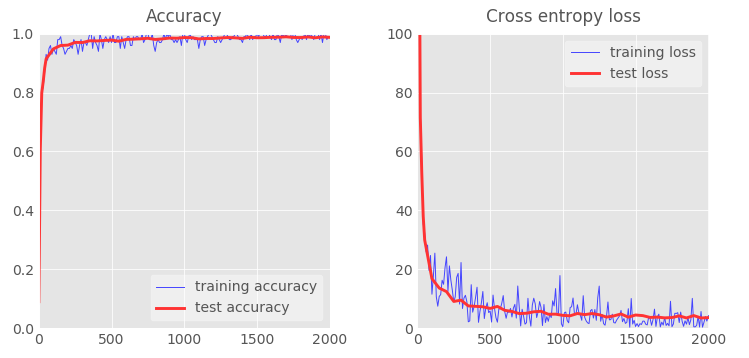 Accuracy
1.0
0.8
0.6
0.4
0.2
0.0
0 500 1000 1500 2000
training accuracy
test accuracy
Cross entropy loss
100
80
60
40
20
0
0 500 1000 1500 2000
training loss
test loss